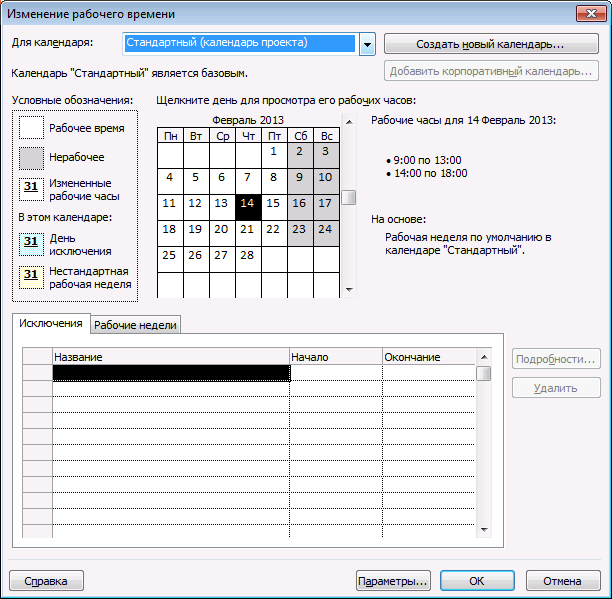 Изменение рабочего времени
Для календаря:
Стандартный (календарь проекта)
Создать новый календарь...
Календарь "Стандартный" является базовым.
Добавить корпоративный календарь...
Условные обозначения:
Рабочее время
Нерабочее
31 Измененные
рабочие часы
В этом календаре:
31 День
исключения
31 Нестандартная
рабочая неделя
Щелкните день для просмотра его рабочих часов:
Февраль 2013
Пн Вт Ср Чт Пт Сб Вс
1 2 3
4 5 6 7 8 9 10
11 12 13 14 15 16 17
18 19 20 21 22 23 24
25 26 27 28
Рабочие часы для 14 Февраль 2013:
• 9:00 по 13:00
• 14:00 по 18:00
На основе:
Рабочая неделя по умолчанию в
календаре "Стандартный".
Исключения Рабочие недели
Название Начало Окончание
Подробности...
Удалить
Справка Параметры... ОК Отмена